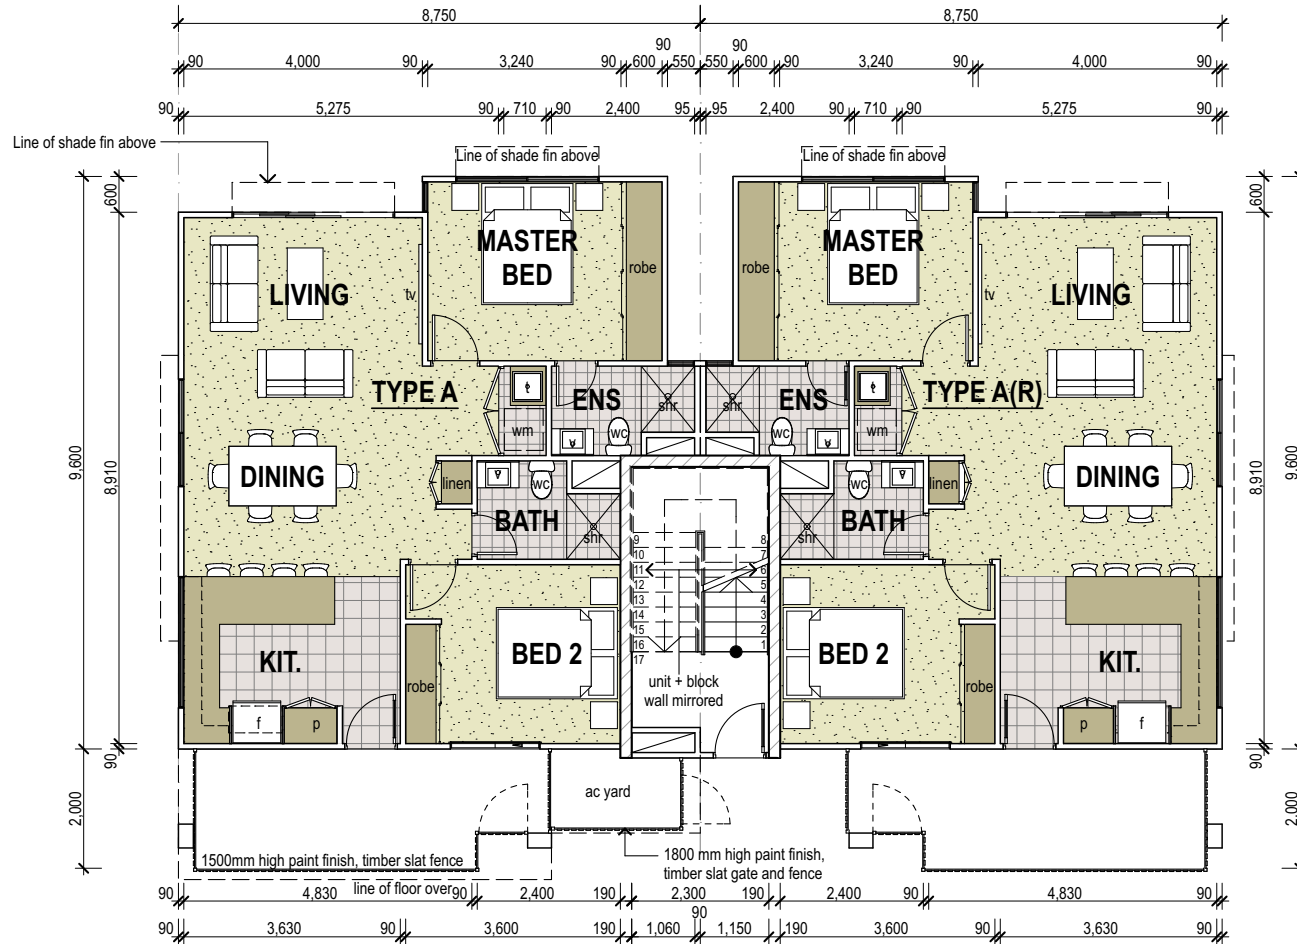 8,750 8,750
90
90 4,000 90 3,240 90 600 550 550 600 90 3,240 90 4,000 90
90
90 5,275 90 710 90 2,400 95 95 2,400 90 710 90 5,275 90
Line of shade fin above
Line of shade fin above
Line of shade fin above
600
600
MASTER
BED
MASTER
BED
robe
robe
LIVING
LIVING
tv
tv
TYPE A
TYPE A(R)
ENS
ENS
shr
shr
t
t
wm
wm
wc
wc
9,600
8,910
8,910
9,600
DINING
DINING
linen
linen
wc
wc
BATH
BATH
shr
shr
9
10
11
12
13
14
15
16
17
8
7
6
5
4
3
2
1
KIT.
KIT.
BED 2
BED 2
robe
robe
unit + block
wall mirrored
f
p
p
f
90
90
2,000
2,000
ac yard
1500mm high paint finish, timber slat fence
1800 mm high paint finish,
timber slat gate and fence
line of floor over
90 4,830 90 2,400 190 2,300 190 2,400 90 4,830 90
90
90 3,630 90 3,600 190 1,060 1,150 190 3,600 90 3,630 90